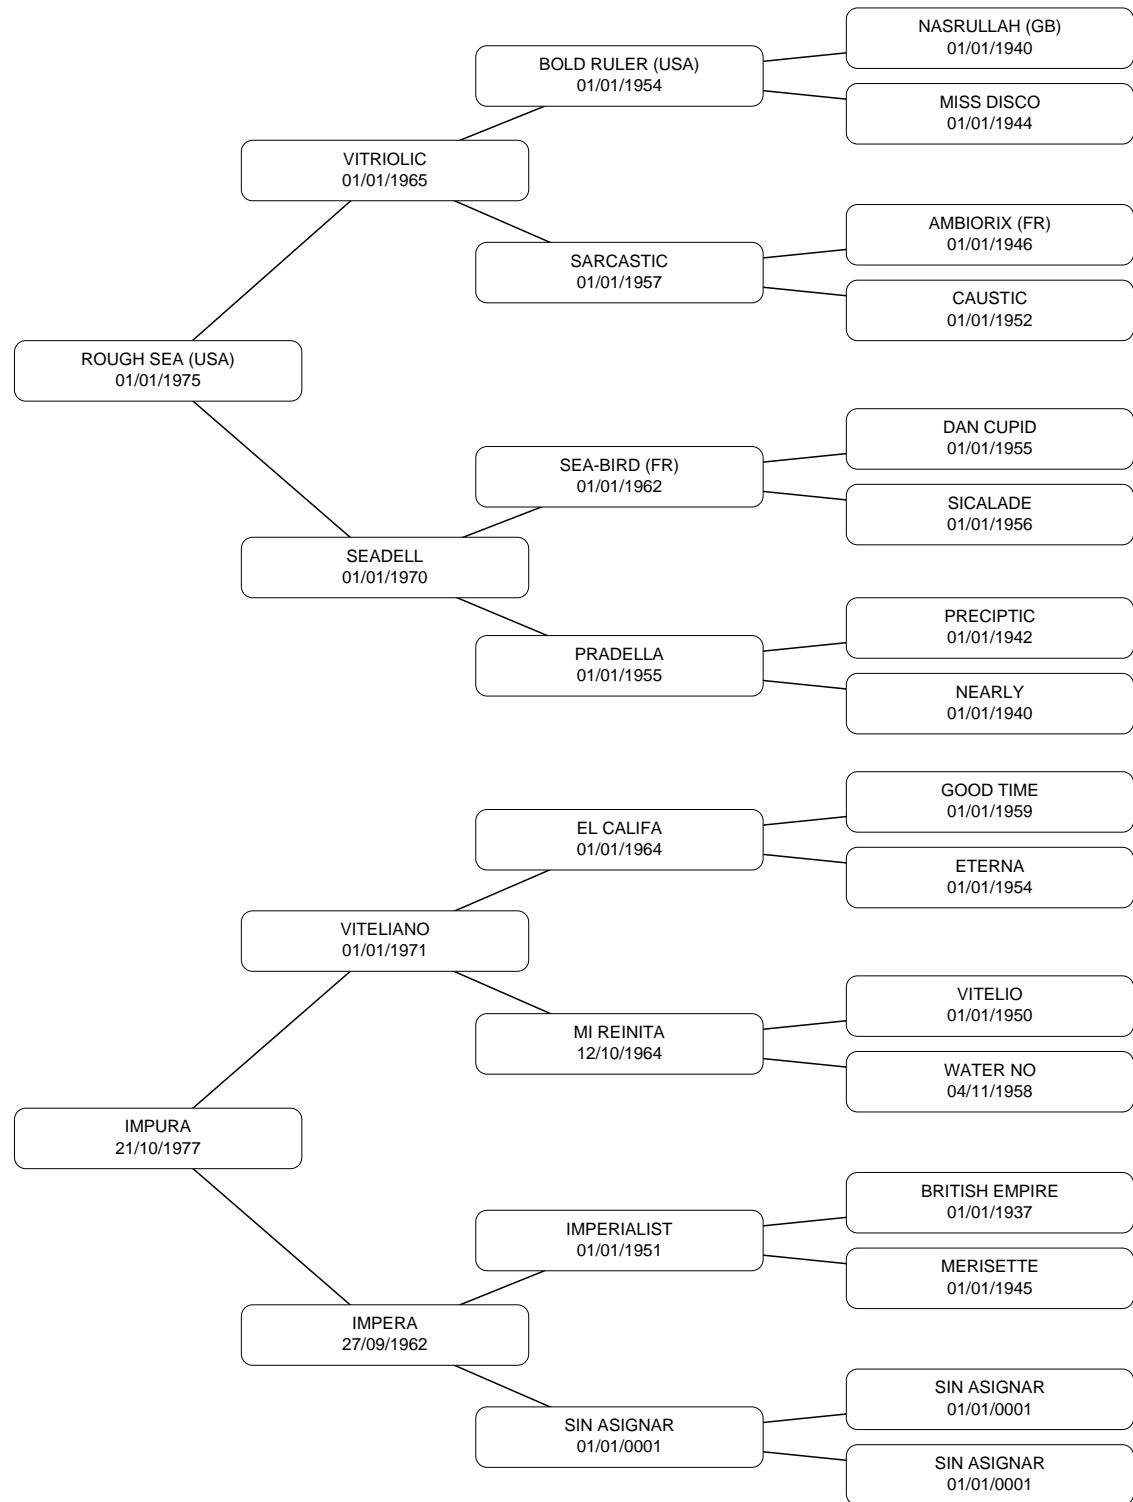 NASRULLAH (GB)
01/01/1940
BOLD RULER (USA)
01/01/1954
MISS DISCO
01/01/1944
VITRIOLIC
01/01/1965
AMBIORIX (FR)
01/01/1946
SARCASTIC
01/01/1957
CAUSTIC
01/01/1952
ROUGH SEA (USA)
01/01/1975
DAN CUPID
01/01/1955
SEA-BIRD (FR)
01/01/1962
SICALADE
01/01/1956
SEADELL
01/01/1970
PRECIPTIC
01/01/1942
PRADELLA
01/01/1955
NEARLY
01/01/1940
GOOD TIME
01/01/1959
EL CALIFA
01/01/1964
ETERNA
01/01/1954
VITELIANO
01/01/1971
VITELIO
01/01/1950
MI REINITA
12/10/1964
WATER NO
04/11/1958
IMPURA
21/10/1977
BRITISH EMPIRE
01/01/1937
IMPERIALIST
01/01/1951
MERISETTE
01/01/1945
IMPERA
27/09/1962
SIN ASIGNAR
01/01/0001
SIN ASIGNAR
01/01/0001
SIN ASIGNAR
01/01/0001